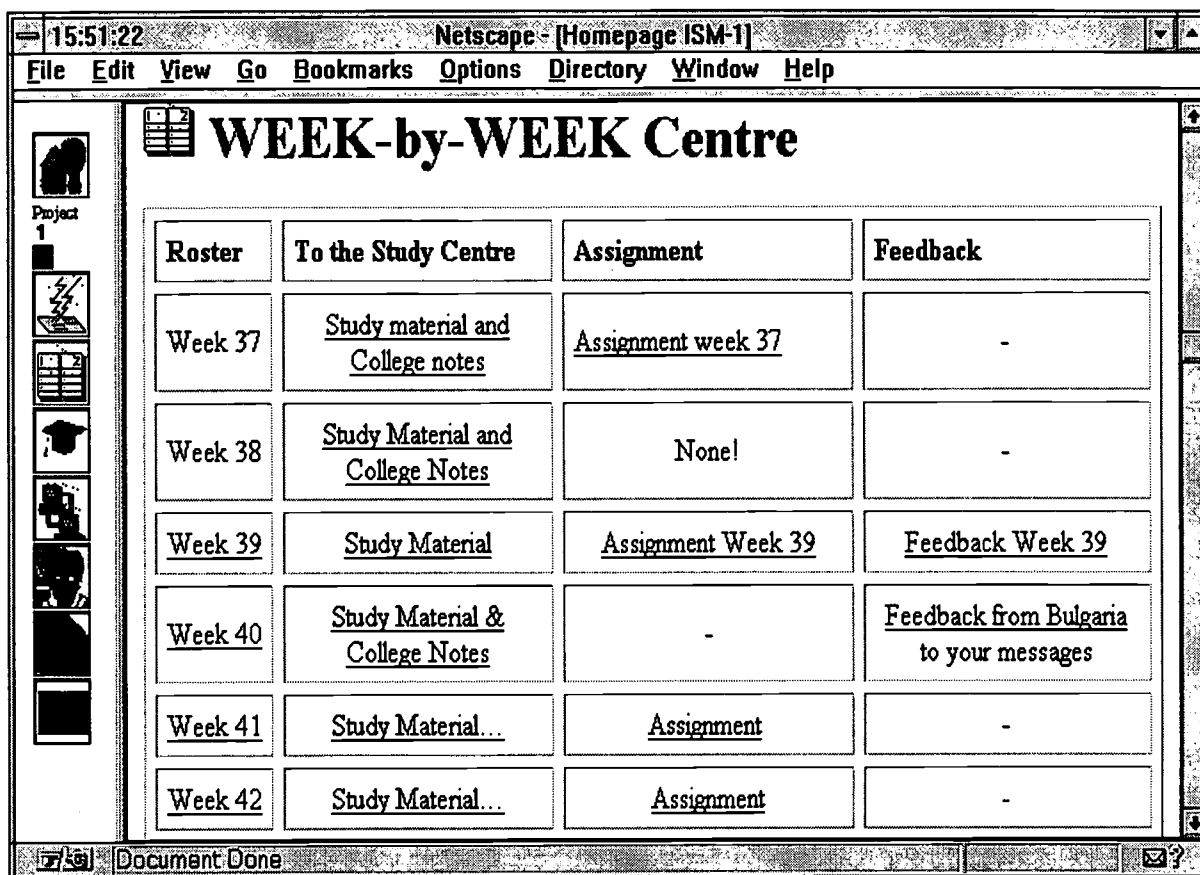 15:51:22 Netscape - [Homepage ISM-1]
File Edit View Go Bookmarks Options Directory Window Help
1 2 WEEK-by-WEEK Centre
Project
1
1 2
Roster To the Study Centre Assignment Feedback
Week 37 Study material and College notes Assignment week 37 -
Week 38 Study Material and College Notes None! -
Week 39 Study Material Assignment Week 39 Feedback Week 39
Week 40 Study Material & College Notes - Feedback from Bulgaria to your messages
Week 41 Study Material... Assignment -
Week 42 Study Material... Assignment -
Document Done
?